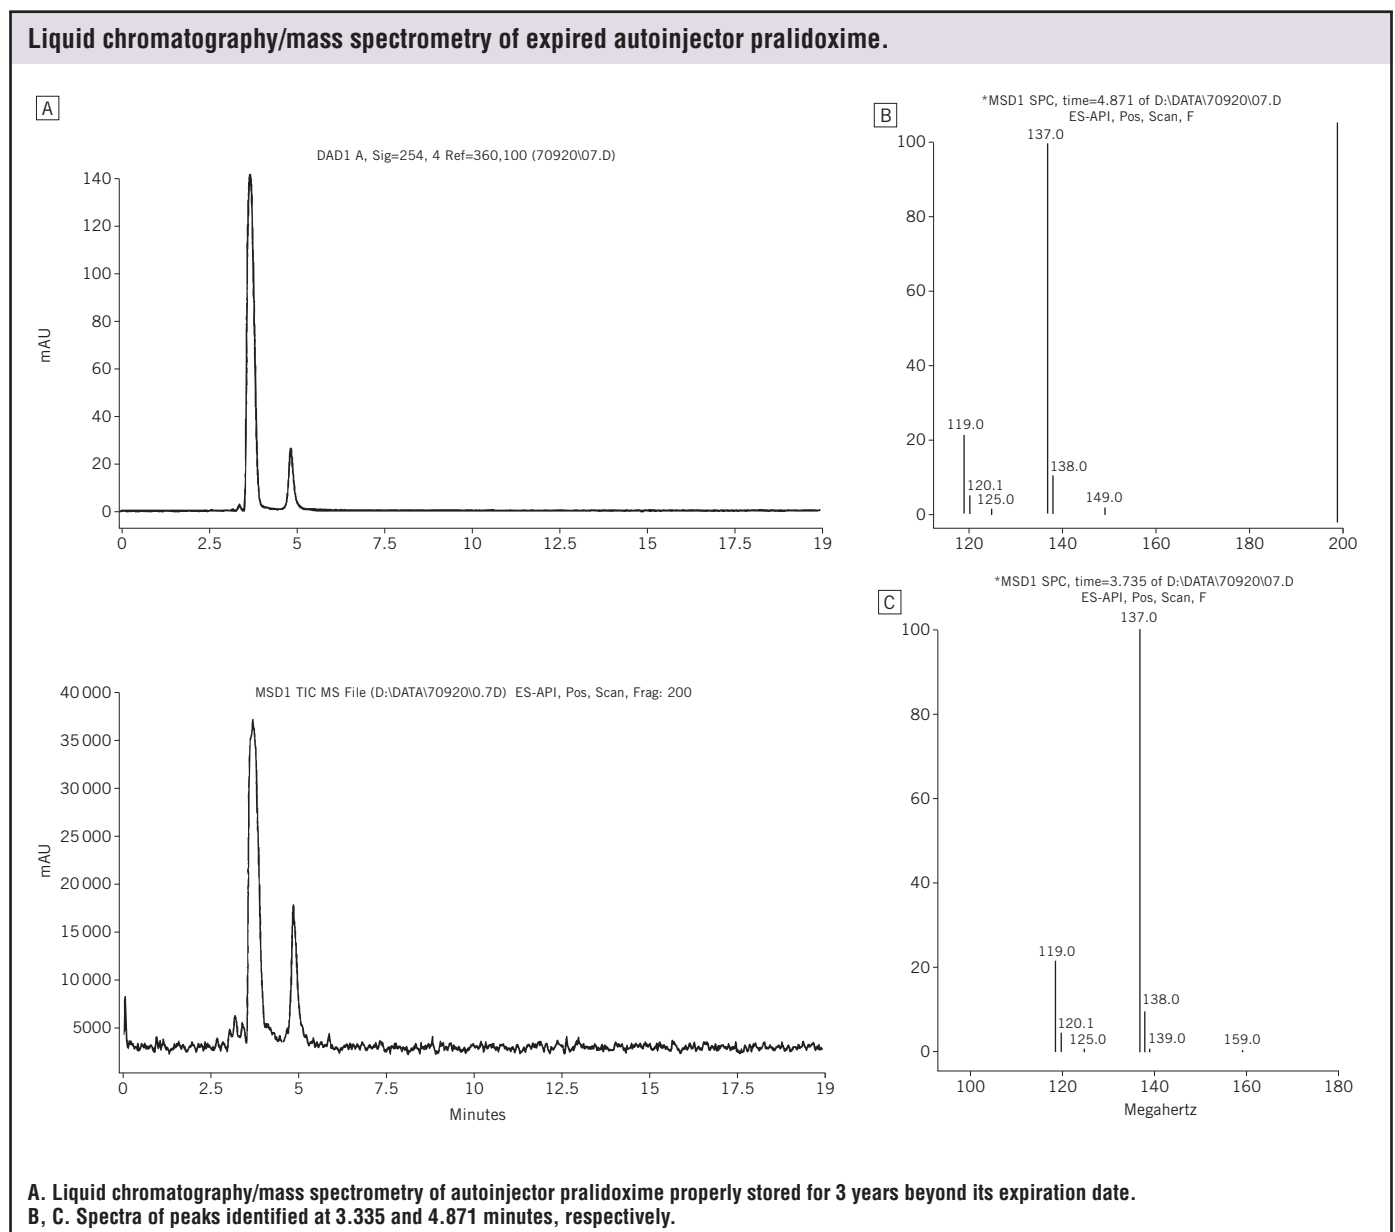 Liquid chromatography/mass spectrometry of expired autoinjector pralidoxime.
A
DAD1 A, Sig=254, 4 Ref=360,100 (70920\07.D)
140
120
100
80
60
40
20
0
mAU
0 2.5 5 7.5 10 12.5 15 17.5 19
MSD1 TIC MS File (D:\DATA\70920\0.7D) ES-API, Pos, Scan, Frag: 200
40 000
35 000
30 000
25 000
20 000
15 000
10 000
5000
mAU
0 2.5 5 7.5 10 12.5 15 17.5 19
Minutes
B
*MSD1 SPC, time=4.871 of D:\DATA\70920\07.D
ES-API, Pos, Scan, F
137.0
100
80
60
40
20
0
119.0
120.1
125.0
138.0
149.0
120 140 160 180 200
C
*MSD1 SPC, time=3.735 of D:\DATA\70920\07.D
ES-API, Pos, Scan, F
137.0
100
80
60
40
20
0
119.0
120.1
125.0
138.0
139.0
159.0
100 120 140 160 180
Megahertz
A. Liquid chromatography/mass spectrometry of autoinjector pralidoxime properly stored for 3 years beyond its expiration date.
B, C. Spectra of peaks identified at 3.335 and 4.871 minutes, respectively.